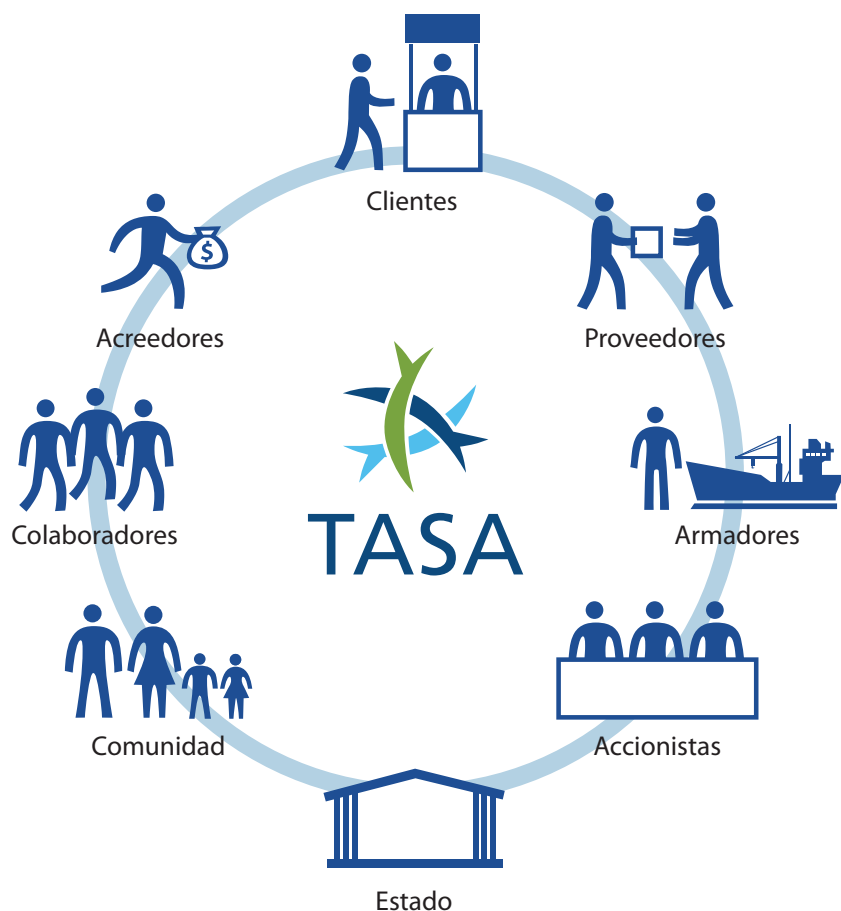 Clientes
$
Acreedores
Proveedores
Colaboradores
TASA
Armadores
Comunidad
Accionistas
Estado